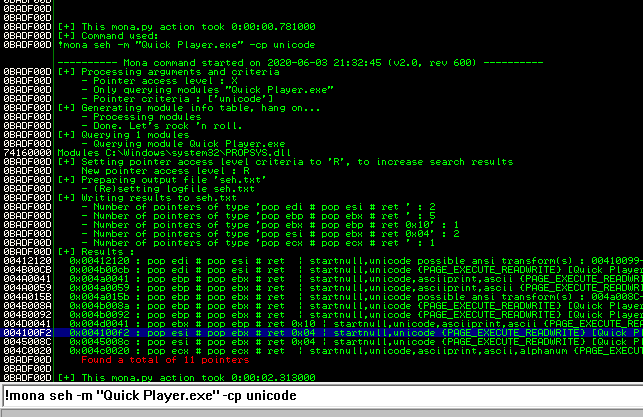 0BADF00D
0BADF00D [+] This mona.py action took 0:00:00.781000
0BADF00D [+] Command used:
0BADF00D !mona seh -m "Quick Player.exe" -cp unicode
0BADF00D ---------- Mona command started on 2020-06-08 21:32:45 (v2.0, rev 600) ----------
0BADF00D [+] Processing arguments and criteria
0BADF00D - Pointer access level : X
0BADF00D - Only querying modules "Quick Player.exe"
0BADF00D - Pointer criteria : ['unicode']
0BADF00D [+] Generating module info table, hang on...
0BADF00D - Processing modules
0BADF00D - Done. Let's rock 'n roll.
0BADF00D [+] Querying 1 modules
0BADF00D - Querying module Quick Player.exe
74160000 Modules C:\Windows\system32\PROPSYS.dll
0BADF00D [+] Setting pointer access level criteria to 'R', to increase search results
0BADF00D New pointer access level : R
0BADF00D [+] Preparing output file 'seh.txt'
0BADF00D - (Re)setting logfile seh.txt
0BADF00D [+] Writing results to seh.txt
0BADF00D - Number of pointers of type 'pop edi # pop esi # ret ' : 2
0BADF00D - Number of pointers of type 'pop ebp # pop ebx # ret ' : 5
0BADF00D - Number of pointers of type 'pop ebp # pop ebx # ret 0x10' : 1
0BADF00D - Number of pointers of type 'pop esi # pop ebx # ret 0x04' : 2
0BADF00D - Number of pointers of type 'pop ecx # pop ecx # ret ' : 1
0BADF00D [+] Results :
00412120 0x00412120 : pop edi # pop esi # ret | startnull,unicode possible ansi transform(s) : 00410099-
004B00CB 0x004b00cb : pop edi # pop esi # ret | startnull,unicode {PAGE_EXECUTE_READWRITE} [Quick Player
004A0041 0x004a0041 : pop ebp # pop ebx # ret | startnull,unicode,asciiprint,ascii {PAGE_EXECUTE_READWRI
004A0059 0x004a0059 : pop ebp # pop ebx # ret | startnull,unicode,asciiprint,ascii {PAGE_EXECUTE_READWRI
004A015B 0x004a015b : pop ebp # pop ebx # ret | startnull,unicode possible ansi transform(s) : 004a008C-
004B008A 0x004b008a : pop ebp # pop ebx # ret | startnull,unicode {PAGE_EXECUTE_READWRITE} [Quick Player
004B0092 0x004b0092 : pop ebp # pop ebx # ret | startnull,unicode {PAGE_EXECUTE_READWRITE} [Quick Player
004D0041 0x004d0041 : pop ebp # pop ebx # ret 0x10 | startnull,unicode,asciiprint,ascii {PAGE_EXECUTE_RE
004100F2 0x004100f2 : pop esi # pop ebx # ret 0x04 | startnull,unicode {PAGE_EXECUTE_READWRITE} [Quick P
0045008C 0x0045008c : pop esi # pop ebx # ret 0x04 | startnull,unicode {PAGE_EXECUTE_READWRITE} [Quick P
004C0020 0x004c0020 : pop ecx # pop ecx # ret | startnull,unicode,asciiprint,ascii,alphanum {PAGE_EXECUT
0BADF00D Found a total of 11 pointers
0BADF00D
0BADF00D [+] This mona.py action took 0:00:02.313000
!mona seh -m "Quick Player.exe" -cp unicode